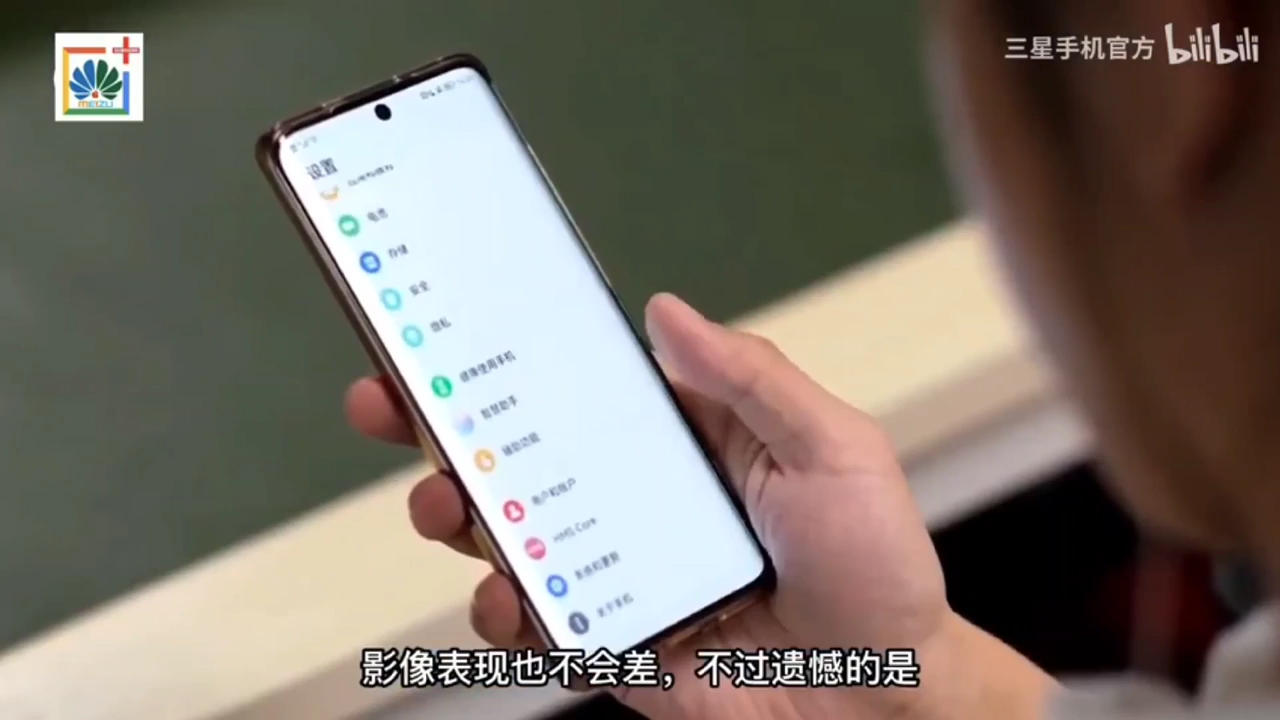 三星手机官方 bilibili
MEIZU
设置
电池
存储
安全
隐私
健康使用手机
智慧助手
辅助功能
用户和账户
HMS Core
系统和更新
关于手机
影像表现也不会差，不过遗憾的是